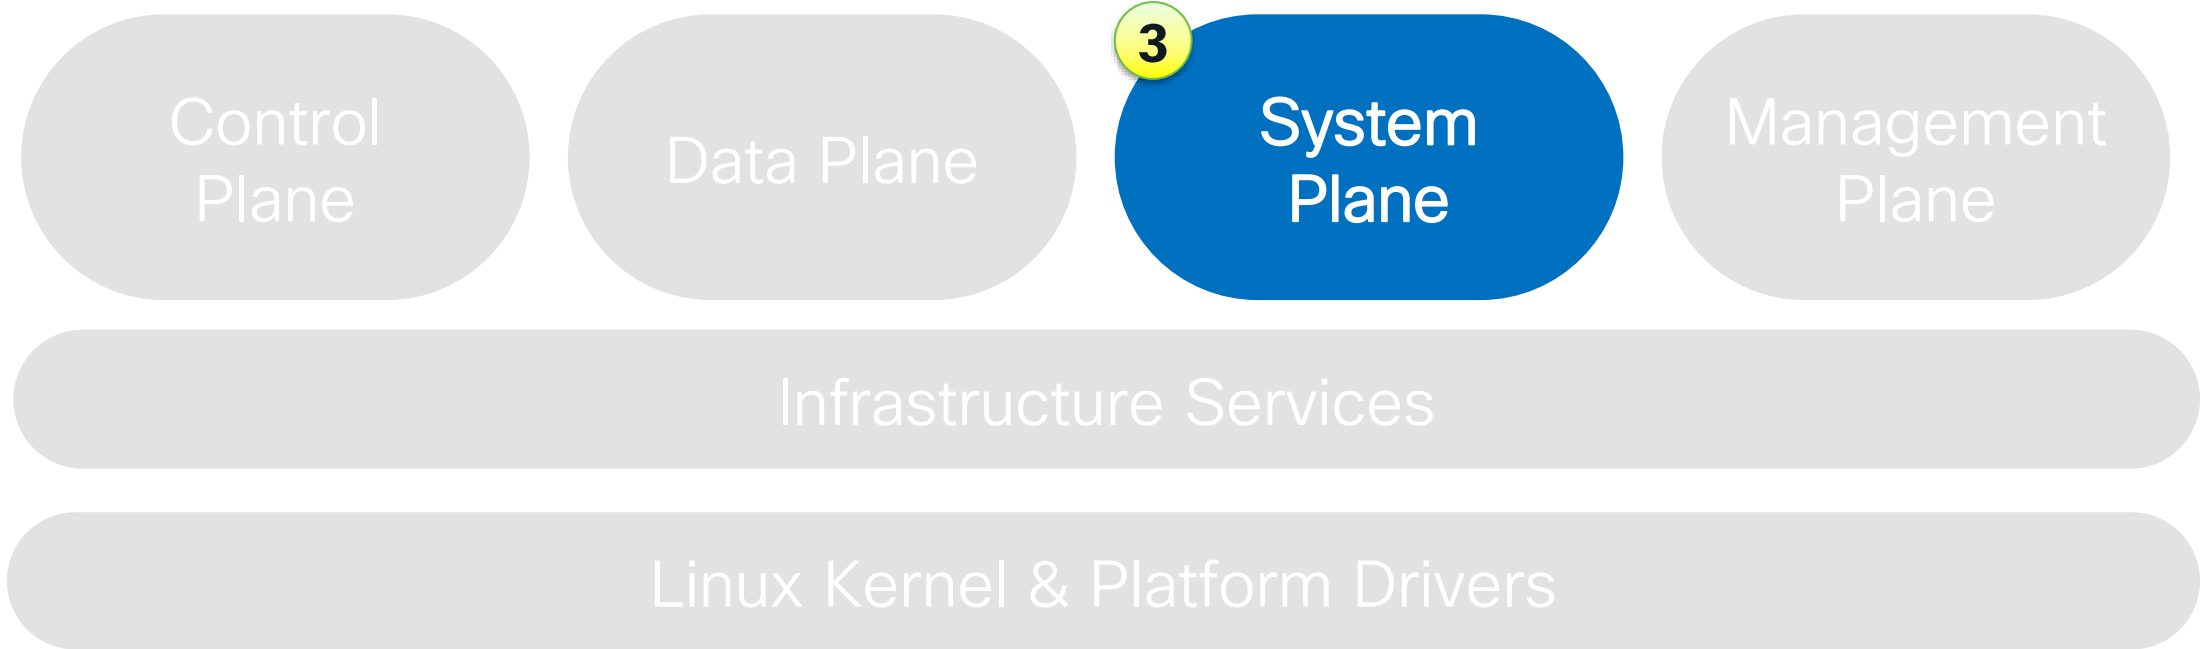 Control
Plane
Data Plane
3
System
Plane
Management
Plane
Infrastructure Services
Linux Kernel & Platform Drivers